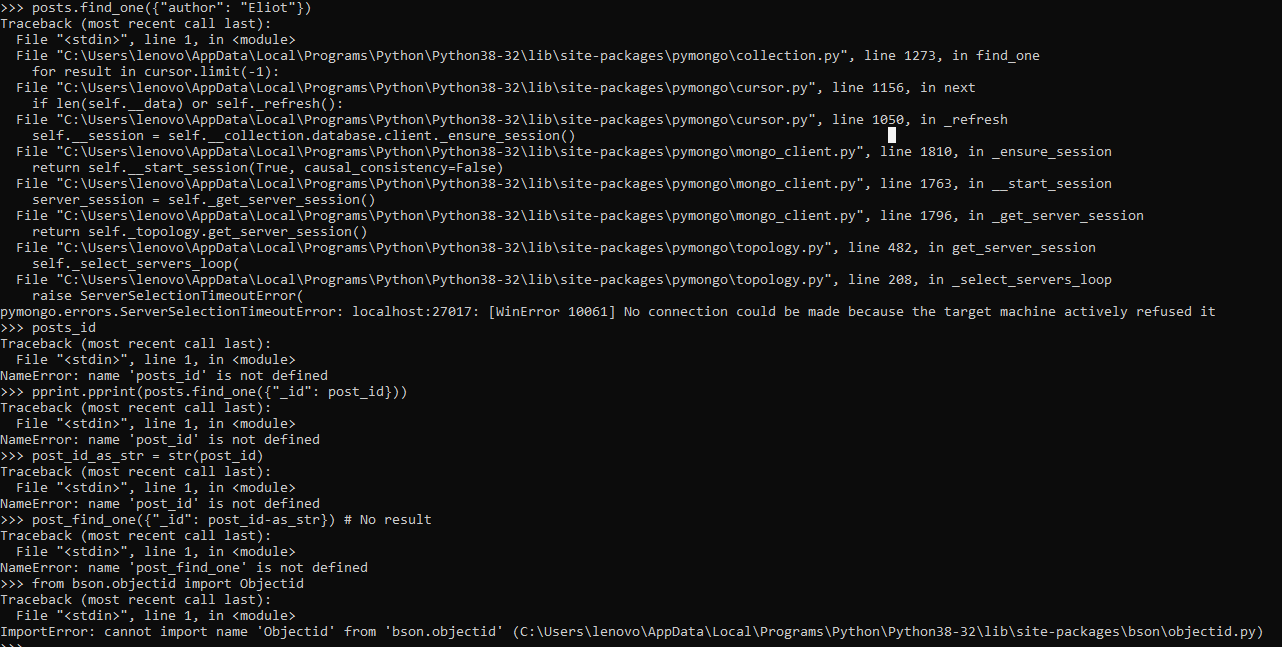 >>> posts.find_one({"author": "Eliot"})
Traceback (most recent call last):
  File "<stdin>", line 1, in <module>
  File "C:\Users\lenovo\AppData\Local\Programs\Python\Python38-32\lib\site-packages\pymongo\collection.py", line 1273, in find_one
    for result in cursor.limit(-1):
  File "C:\Users\lenovo\AppData\Local\Programs\Python\Python38-32\lib\site-packages\pymongo\cursor.py", line 1156, in next
    if len(self.__data) or self._refresh():
  File "C:\Users\lenovo\AppData\Local\Programs\Python\Python38-32\lib\site-packages\pymongo\cursor.py", line 1050, in _refresh
    self.__session = self.__collection.database.client._ensure_session()
  File "C:\Users\lenovo\AppData\Local\Programs\Python\Python38-32\lib\site-packages\pymongo\mongo_client.py", line 1810, in _ensure_session
    return self.__start_session(True, causal_consistency=False)
  File "C:\Users\lenovo\AppData\Local\Programs\Python\Python38-32\lib\site-packages\pymongo\mongo_client.py", line 1763, in __start_session
    server_session = self._get_server_session()
  File "C:\Users\lenovo\AppData\Local\Programs\Python\Python38-32\lib\site-packages\pymongo\mongo_client.py", line 1796, in _get_server_session
    return self._topology.get_server_session()
  File "C:\Users\lenovo\AppData\Local\Programs\Python\Python38-32\lib\site-packages\pymongo\topology.py", line 482, in get_server_session
    self._select_servers_loop(
  File "C:\Users\lenovo\AppData\Local\Programs\Python\Python38-32\lib\site-packages\pymongo\topology.py", line 208, in _select_servers_loop
    raise ServerSelectionTimeoutError(
pymongo.errors.ServerSelectionTimeoutError: localhost:27017: [WinError 10061] No connection could be made because the target machine actively refused it
>>> posts_id
Traceback (most recent call last):
  File "<stdin>", line 1, in <module>
NameError: name 'posts_id' is not defined
>>> pprint.pprint(posts.find_one({"_id": post_id}))
Traceback (most recent call last):
  File "<stdin>", line 1, in <module>
NameError: name 'post_id' is not defined
>>> post_id_as_str = str(post_id)
Traceback (most recent call last):
  File "<stdin>", line 1, in <module>
NameError: name 'post_id' is not defined
>>> post_find_one({"_id": post_id-as_str}) # No result
Traceback (most recent call last):
  File "<stdin>", line 1, in <module>
NameError: name 'post_find_one' is not defined
>>> from bson.objectid import Objectid
Traceback (most recent call last):
  File "<stdin>", line 1, in <module>
ImportError: cannot import name 'Objectid' from 'bson.objectid' (C:\Users\lenovo\AppData\Local\Programs\Python\Python38-32\lib\site-packages\bson\objectid.py)
>>>